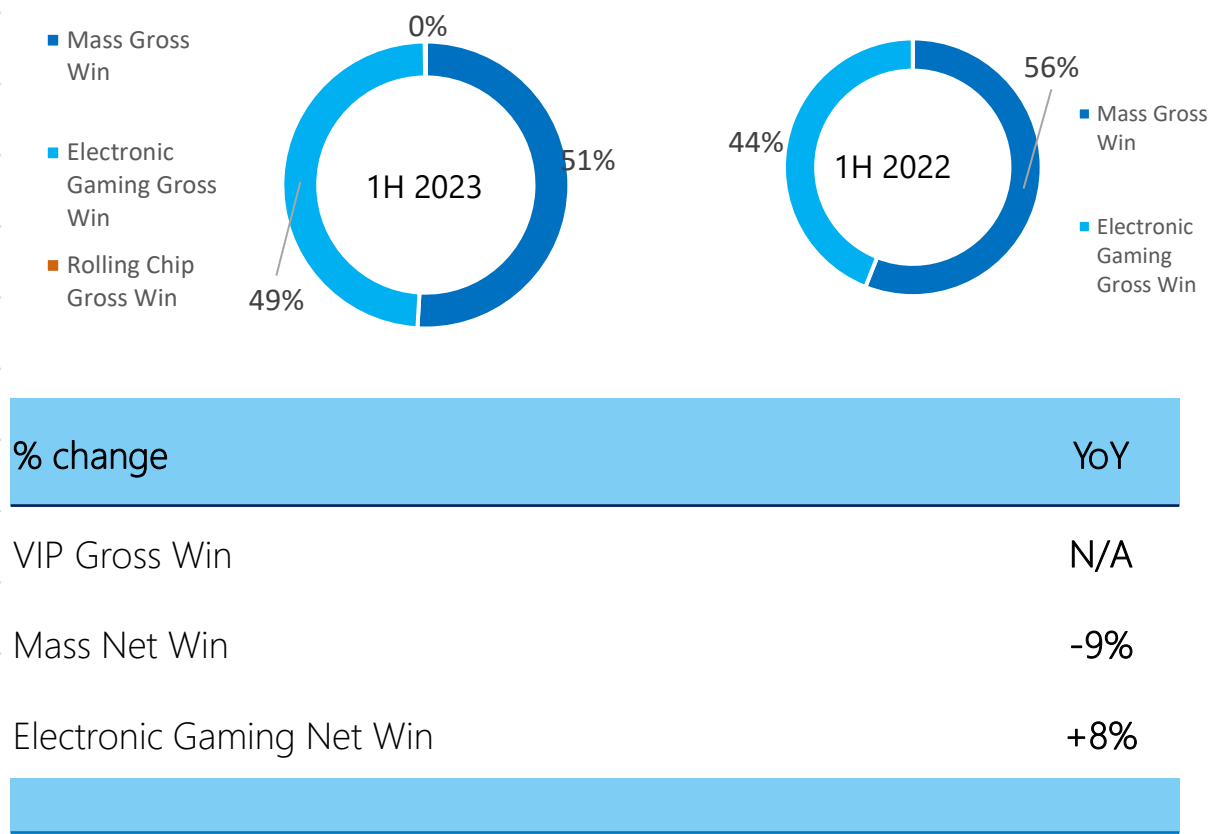 Mass Gross
Win
Electronic
Gaming Gross
Win
Rolling Chip
Gross Win
0%
51%
49%
1H 2023
56%
44%
1H 2022
Mass Gross
Win
Electronic
Gaming
Gross Win
% change YoY
VIP Gross Win N/A
Mass Net Win -9%
Electronic Gaming Net Win +8%